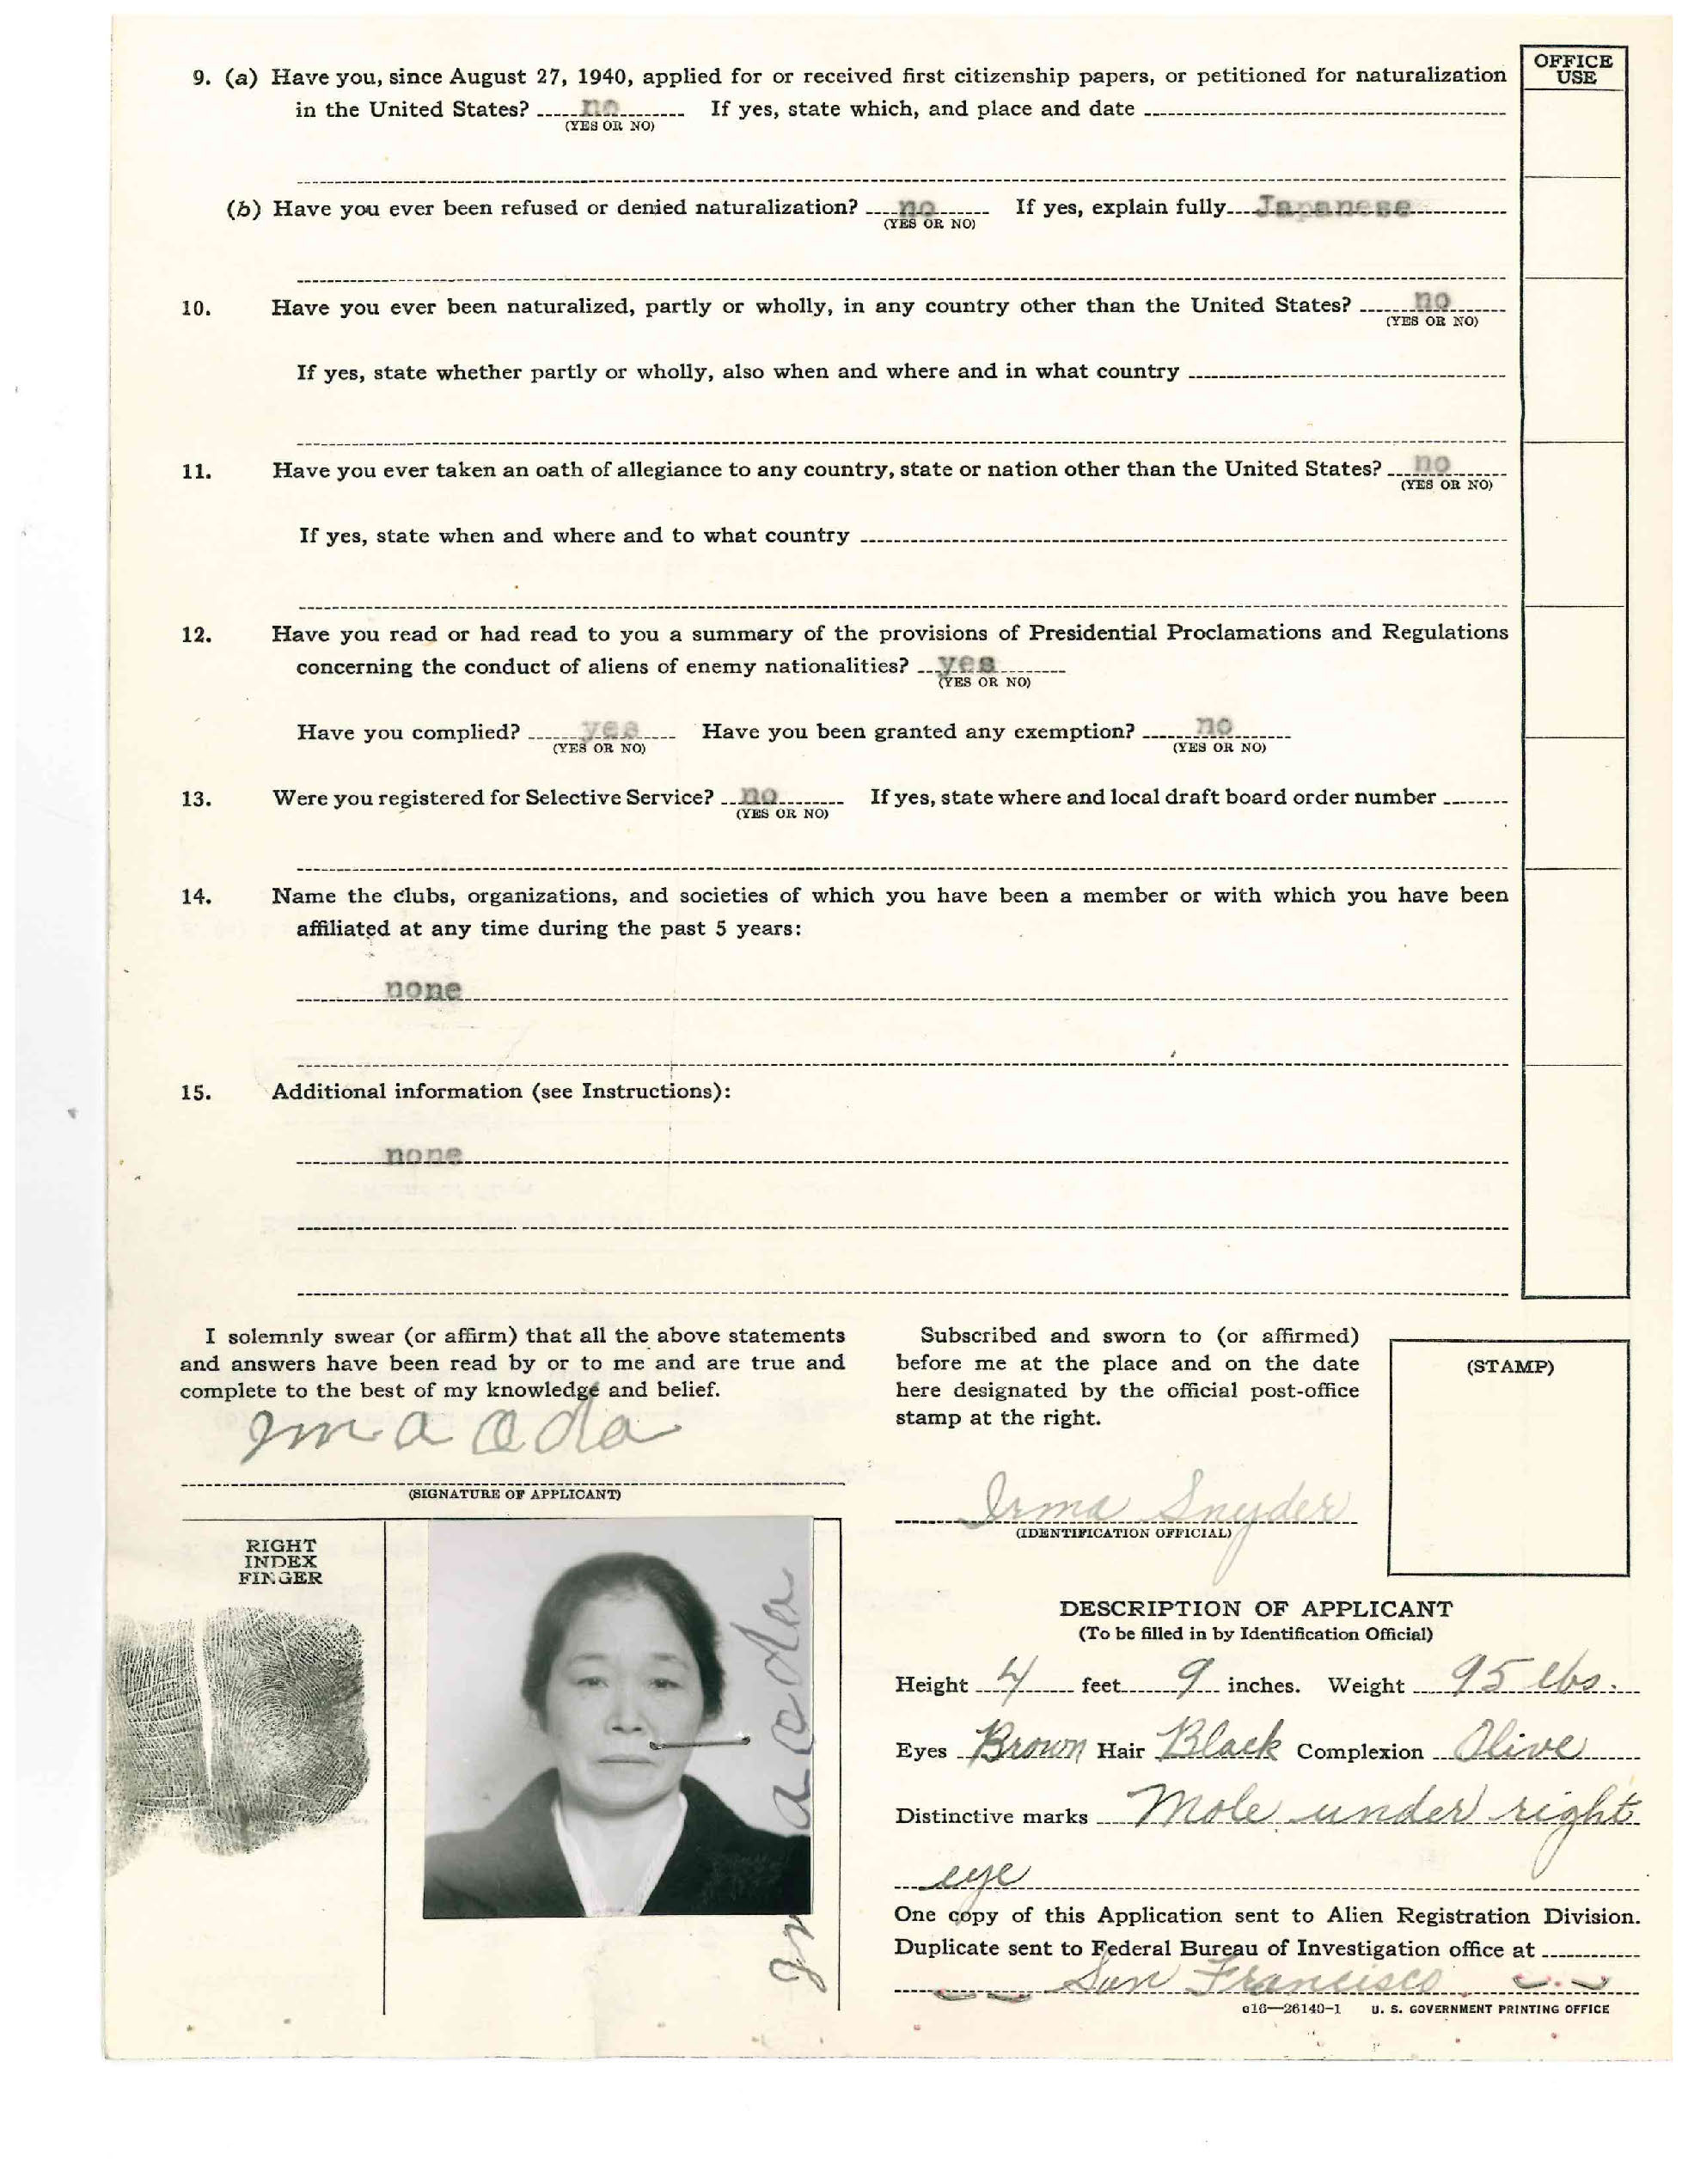 OFFICE USE
9. (a) Have you, since August 27, 1940, applied for or received first citizenship papers, or petitioned for naturalization
in the United States? no If yes, state which, and place and date
(YES OR NO)
(b) Have you ever been refused or denied naturalization? no If yes, explain fully Japanese
(YES OR NO)
10. Have you ever been naturalized, partly or wholly, in any country other than the United States? no
(YES OR NO)
If yes, state whether partly or wholly, also when and where and in what country
11. Have you ever taken an oath of allegiance to any country, state or nation other than the United States? no
(YES OR NO)
If yes, state when and where and to what country
12. Have you read or had read to you a summary of the provisions of Presidential Proclamations and Regulations
concerning the conduct of aliens of enemy nationalities? yes
(YES OR NO)
Have you complied? yes Have you been granted any exemption? no
(YES OR NO) (YES OR NO)
13. Were you registered for Selective Service? no If yes, state where and local draft board order number
(YES OR NO)
14. Name the clubs, organizations, and societies of which you have been a member or with which you have been
affiliated at any time during the past 5 years:
none
15. Additional information (see Instructions):
none
I solemnly swear (or affirm) that all the above statements
and answers have been read by or to me and are true and
complete to the best of my knowledge and belief.
Ima Oda
(SIGNATURE OF APPLICANT)
Subscribed and sworn to (or affirmed)
before me at the place and on the date
here designated by the official post-office
stamp at the right.
(STAMP)
Irma Snyder
(IDENTIFICATION OFFICIAL)
RIGHT
INDEX
FINGER
Ima Oda
DESCRIPTION OF APPLICANT
(To be filled in by Identification Official)
Height 4 feet 9 inches. Weight 95 lbs.
Eyes Brown Hair Black Complexion Olive
Distinctive marks Mole under right
eye
One copy of this Application sent to Alien Registration Division.
Duplicate sent to Federal Bureau of Investigation office at
San Francisco
c16—26140-1 U. S. GOVERNMENT PRINTING OFFICE